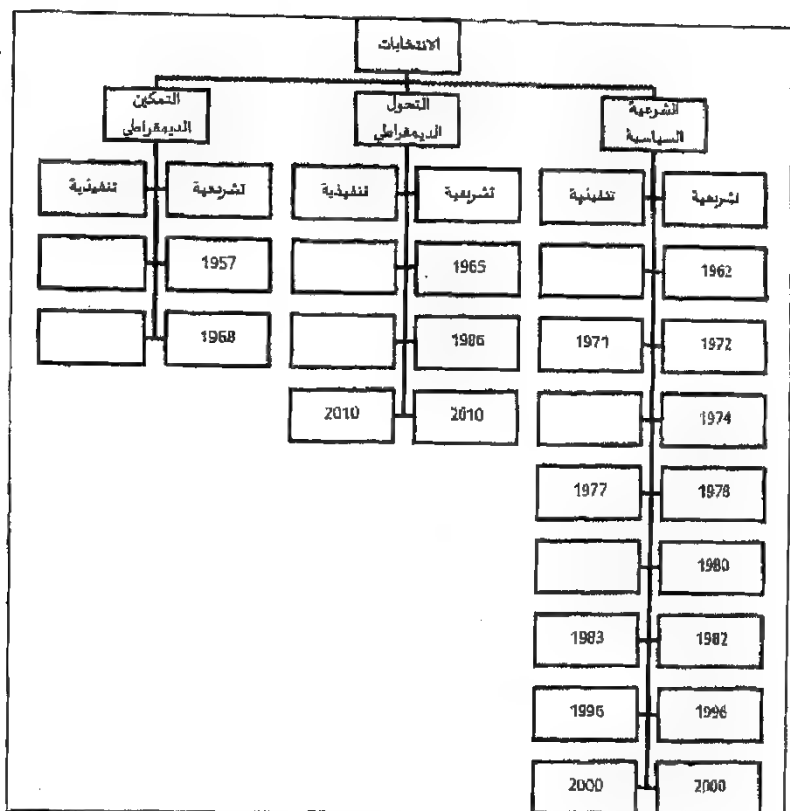 الانتخابات
الشرعية
السياسية
التحول
الديمقراطي
التمكين
الديمقراطي
تشريعية
تنفيذية
تشريعية
تنفيذية
تشريعية
تنفيذية
1962
1965
1957
1972
1971
1986
1968
1974
2010
2010
1978
1977
1980
1982
1983
1996
1996
2000
2000